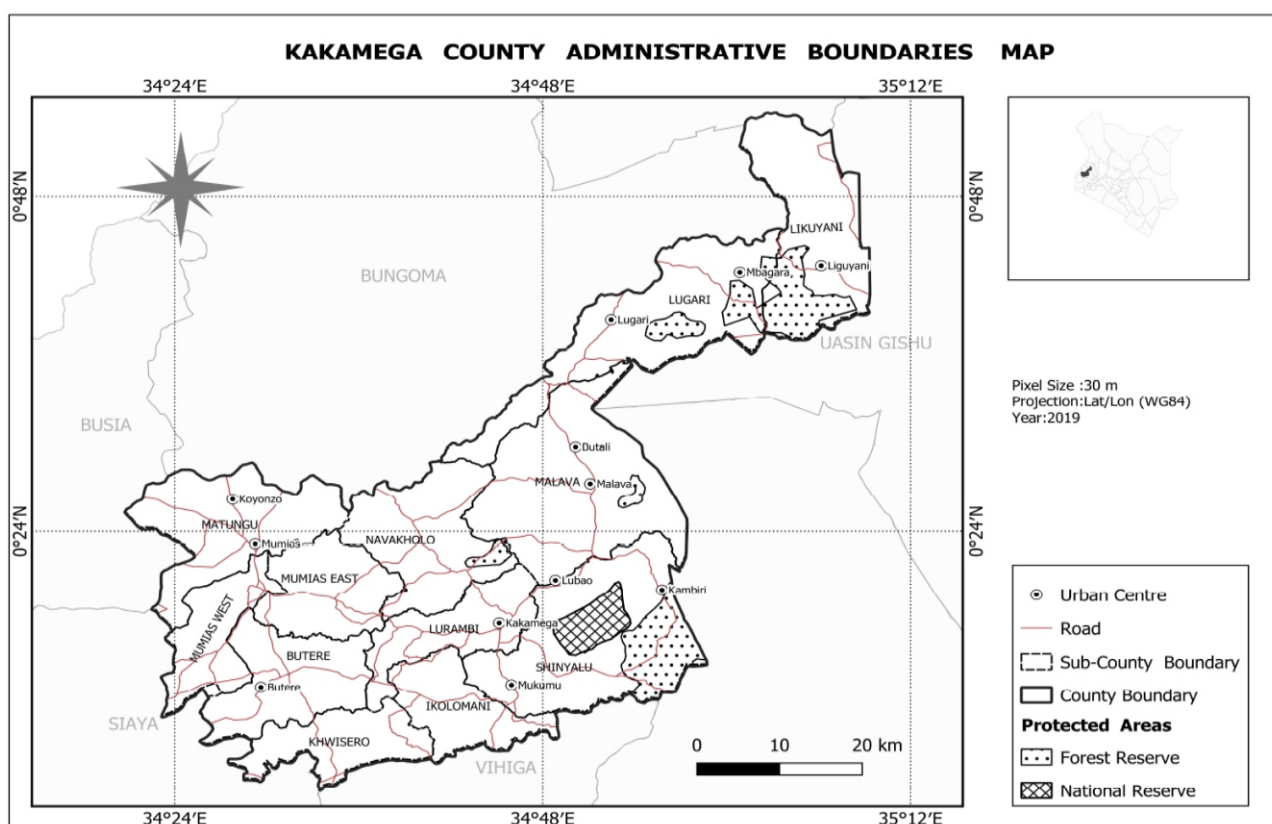 KAKAMEGA COUNTY ADMINISTRATIVE BOUNDARIES MAP
34°24'E 34°48'E 35°12'E
0°48'N 0°48'N
LIKUYANI
BUNGOMA
Mbagara
Liguyani
LUGARI
Lugari
UASIN GISHU
BUSIA
Pixel Size :30 m
Projection:Lat/Lon (WG84)
Year:2019
Butali
MALAVA
Malava
Koyonzo
MATUNGU
0°24'N 0°24'N
NAVAKHOLO
Mumias
MUMIAS EAST
Lubao
Kambiri
MUMIAS WEST
LURAMBI
Kakamega
BUTERE
SHINYALU
Butere
Mukumu
IKOLOMANI
SIAYA
KHWISERO
VIHIGA
0 10 20 km
Urban Centre
Road
Sub-County Boundary
County Boundary
Protected Areas
Forest Reserve
National Reserve
34°24'E 34°48'E 35°12'E